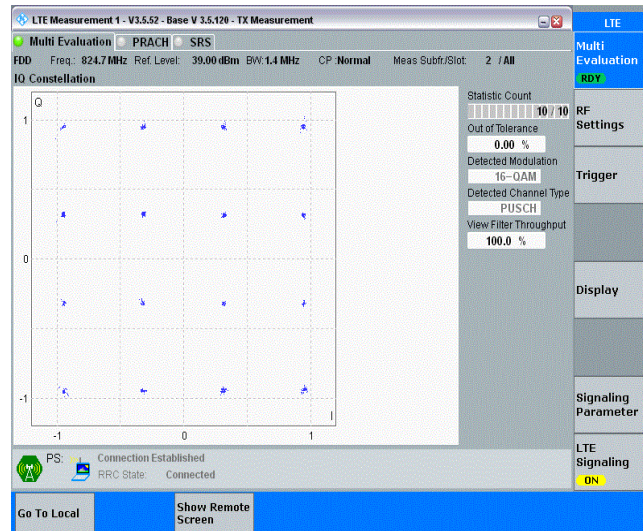 LTE Measurement 1 - V3.5.52 - Base V 3.5.120 - TX Measurement
LTE
Multi Evaluation PRACH SRS
FDD Freq.: 824.7 MHz Ref. Level: 39.00 dBm BW: 1.4 MHz CP :Normal Meas Subfr./Slot: 2 / All
IQ Constellation
Q
1
0
-1
-1 0 1
I
Statistic Count
10 / 10
Out of Tolerance
0.00 %
Detected Modulation
16-QAM
Detected Channel Type
PUSCH
View Filter Throughput
100.0 %
Multi
Evaluation
RDY
RF
Settings
Trigger
Display
Signaling
Parameter
LTE
Signaling
ON
PS: Connection Established
RRC State: Connected
Go To Local
Show Remote
Screen